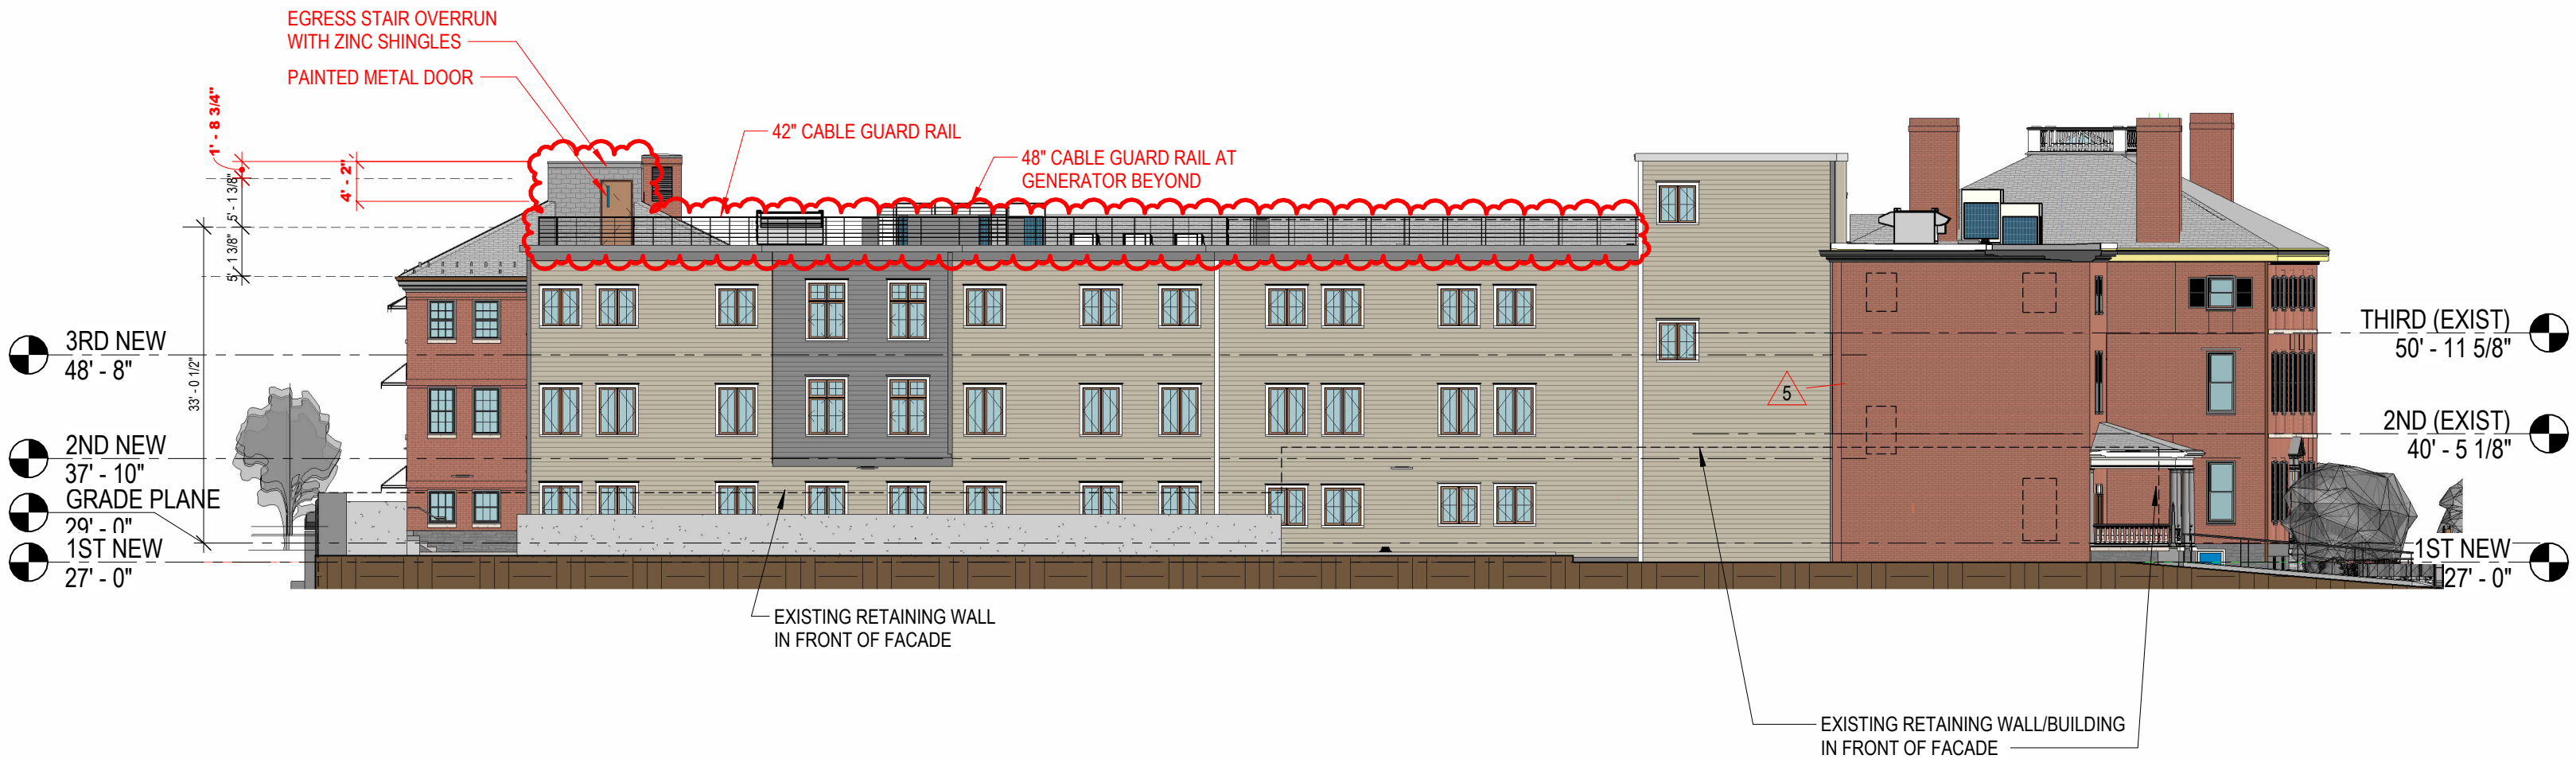 EGRESS STAIR OVERRUN
WITH ZINC SHINGLES
PAINTED METAL DOOR
1' - 8 3/4"
4' - 2"
5' - 1 3/8"
5' - 1 3/8"
33' - 0 1/2"
42" CABLE GUARD RAIL
48" CABLE GUARD RAIL AT
GENERATOR BEYOND
3RD NEW
48' - 8"
2ND NEW
37' - 10"
GRADE PLANE
29' - 0"
1ST NEW
27' - 0"
5
THIRD (EXIST)
50' - 11 5/8"
2ND (EXIST)
40' - 5 1/8"
1ST NEW
27' - 0"
EXISTING RETAINING WALL
IN FRONT OF FACADE
EXISTING RETAINING WALL/BUILDING
IN FRONT OF FACADE